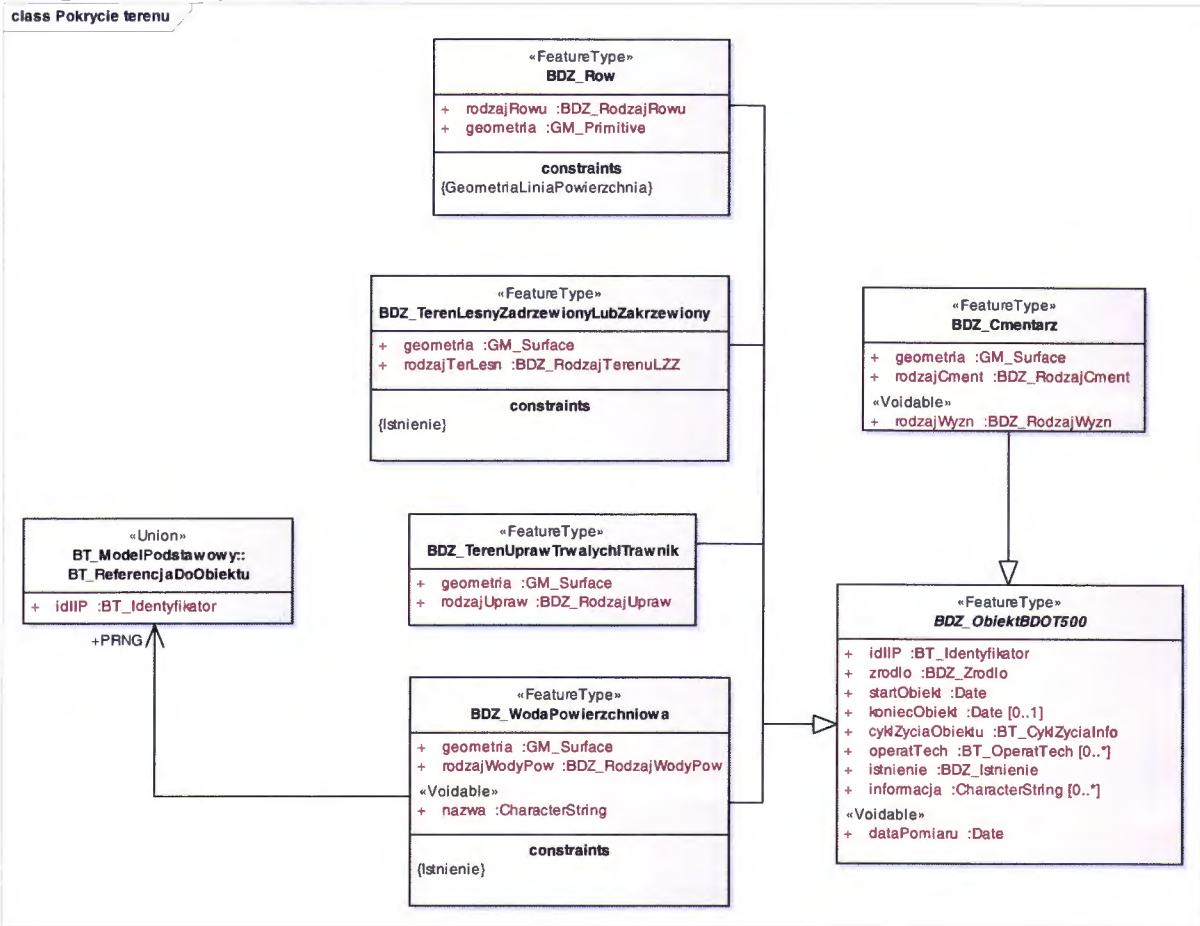 class Pokrycie terenu
«FeatureType»
BDZ_Row
+ rodzajRowu :BDZ_RodzajRowu
+ geometria :GM_Primitive
constraints
{GeometriaLiniaPowierzchnia}
«FeatureType»
BDZ_TerenLesnyZadrzewionyLubZakrzewiony
+ geometria :GM_Surface
+ rodzajTerLesn :BDZ_RodzajTerenuLZZ
constraints
{Istnienie}
«FeatureType»
BDZ_Cmentarz
+ geometria :GM_Surface
+ rodzajCment :BDZ_RodzajCment
«Voidable»
+ rodzajWyzn :BDZ_RodzajWyzn
«Union»
BT_ModelPodstawowy::
BT_ReferencjaDoObiektu
+ idIIP :BT_Identyfikator
+PRNG
«FeatureType»
BDZ_TerenUprawTrwalychITrawnik
+ geometria :GM_Surface
+ rodzajUpraw :BDZ_RodzajUpraw
«FeatureType»
BDZ_WodaPowierzchniowa
+ geometria :GM_Surface
+ rodzajWodyPow :BDZ_RodzajWodyPow
«Voidable»
+ nazwa :CharacterString
constraints
{Istnienie}
«FeatureType»
BDZ_ObiektBDOT500
+ idIIP :BT_Identyfikator
+ zrodlo :BDZ_Zrodlo
+ startObiekt :Date
+ koniecObiekt :Date [0..1]
+ cyklZyciaObiektu :BT_CyklZyciaInfo
+ operatTech :BT_OperatTech [0..*]
+ istnienie :BDZ_Istnienie
+ informacja :CharacterString [0..*]
«Voidable»
+ dataPomiaru :Date